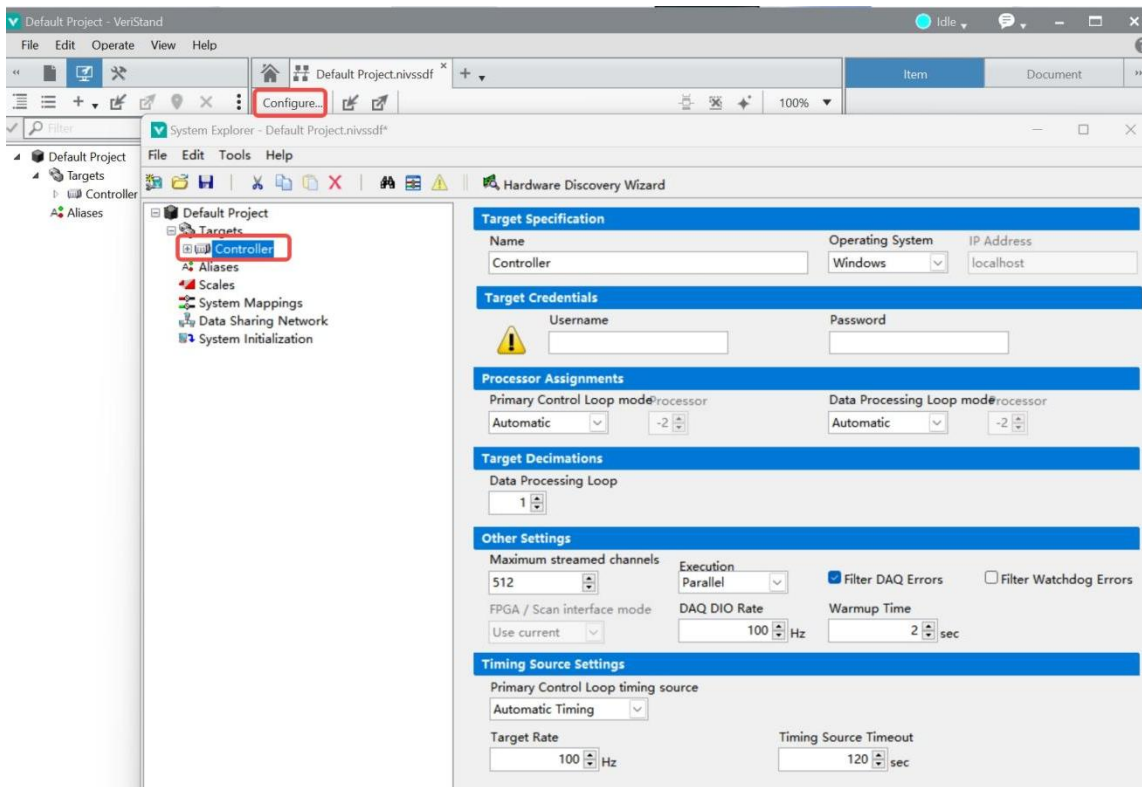 Default Project - VeriStand
Idle
File Edit Operate View Help
Default Project.nivssdf
Item Document
Configure...
100%
Filter
System Explorer - Default Project.nivssdf*
Default Project
Targets
Controller
Aliases
File Edit Tools Help
Hardware Discovery Wizard
Default Project
Targets
Controller
Aliases
Scales
System Mappings
Data Sharing Network
System Initialization
Target Specification
Name Operating System IP Address
Controller Windows localhost
Target Credentials
Username Password
Processor Assignments
Primary Control Loop mode Processor Data Processing Loop mode Processor
Automatic -2 Automatic -2
Target Decimations
Data Processing Loop
1
Other Settings
Maximum streamed channels Execution
512 Parallel Filter DAQ Errors Filter Watchdog Errors
FPGA / Scan interface mode DAQ DIO Rate Warmup Time
Use current 100 Hz 2 sec
Timing Source Settings
Primary Control Loop timing source
Automatic Timing
Target Rate Timing Source Timeout
100 Hz 120 sec